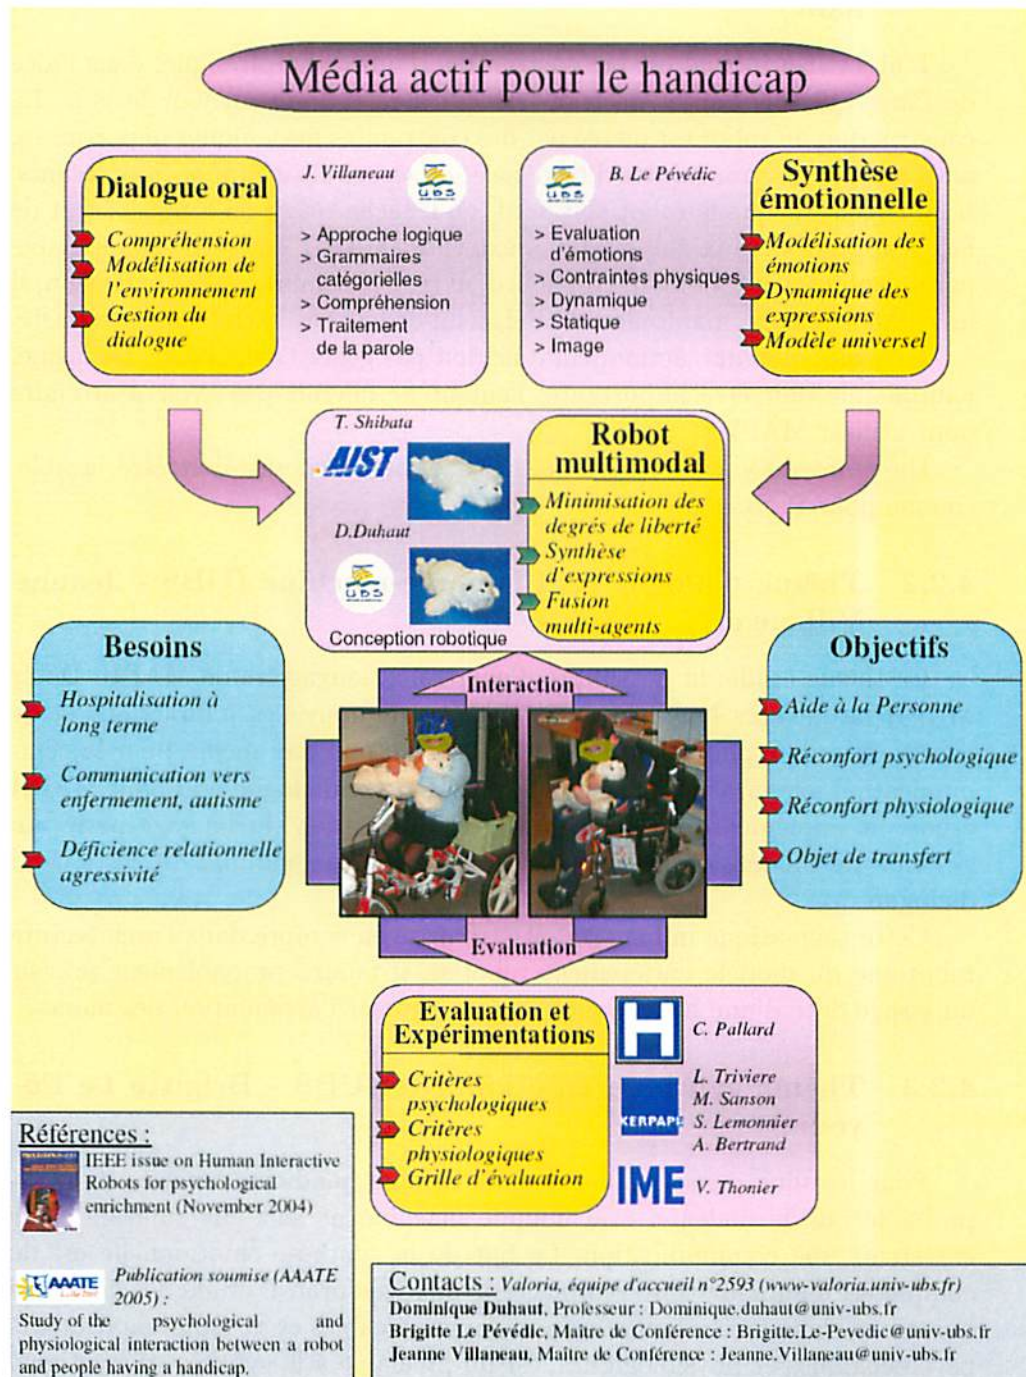 Média actif pour le handicap
Dialogue oral
Compréhension
Modélisation de
l'environnement
Gestion du
dialogue
J. Villaneau
UBS
> Approche logique
> Grammaires
catégorielles
> Compréhension
> Traitement
de la parole
UBS
B. Le Pévédic
> Evaluation
d'émotions
> Contraintes physiques
> Dynamique
> Statique
> Image
Synthèse
émotionnelle
Modélisation des
émotions
Dynamique des
expressions
Modèle universel
T. Shibata
AIST
D.Duhaut
UBS
Conception robotique
Robot
multimodal
Minimisation des
degrés de liberté
Synthèse
d'expressions
Fusion
multi-agents
Besoins
Hospitalisation à
long terme
Communication vers
enfermement, autisme
Déficience relationnelle
agressivité
Interaction
Evaluation
Objectifs
Aide à la Personne
Réconfort psychologique
Réconfort physiologique
Objet de transfert
Evaluation et
Expérimentations
Critères
psychologiques
Critères
physiologiques
Grille d'évaluation
H
C. Pallard
KERPAPE
L. Triviere
M. Sanson
S. Lemonnier
A. Bertrand
IME
V. Thonier
Références :
IEEE issue on Human Interactive
Robots for psychological
enrichment (November 2004)
AAATE
Publication soumise (AAATE
2005) :
Study of the psychological and
physiological interaction between a robot
and people having a handicap.
Contacts : Valoria, équipe d'accueil n°2593 (www-valoria.univ-ubs.fr)
Dominique Duhaut, Professeur : Dominique.duhaut@univ-ubs.fr
Brigitte Le Pévédic, Maître de Conférence : Brigitte.Le-Pevedic@univ-ubs.fr
Jeanne Villaneau, Maître de Conférence : Jeanne.Villaneau@univ-ubs.fr